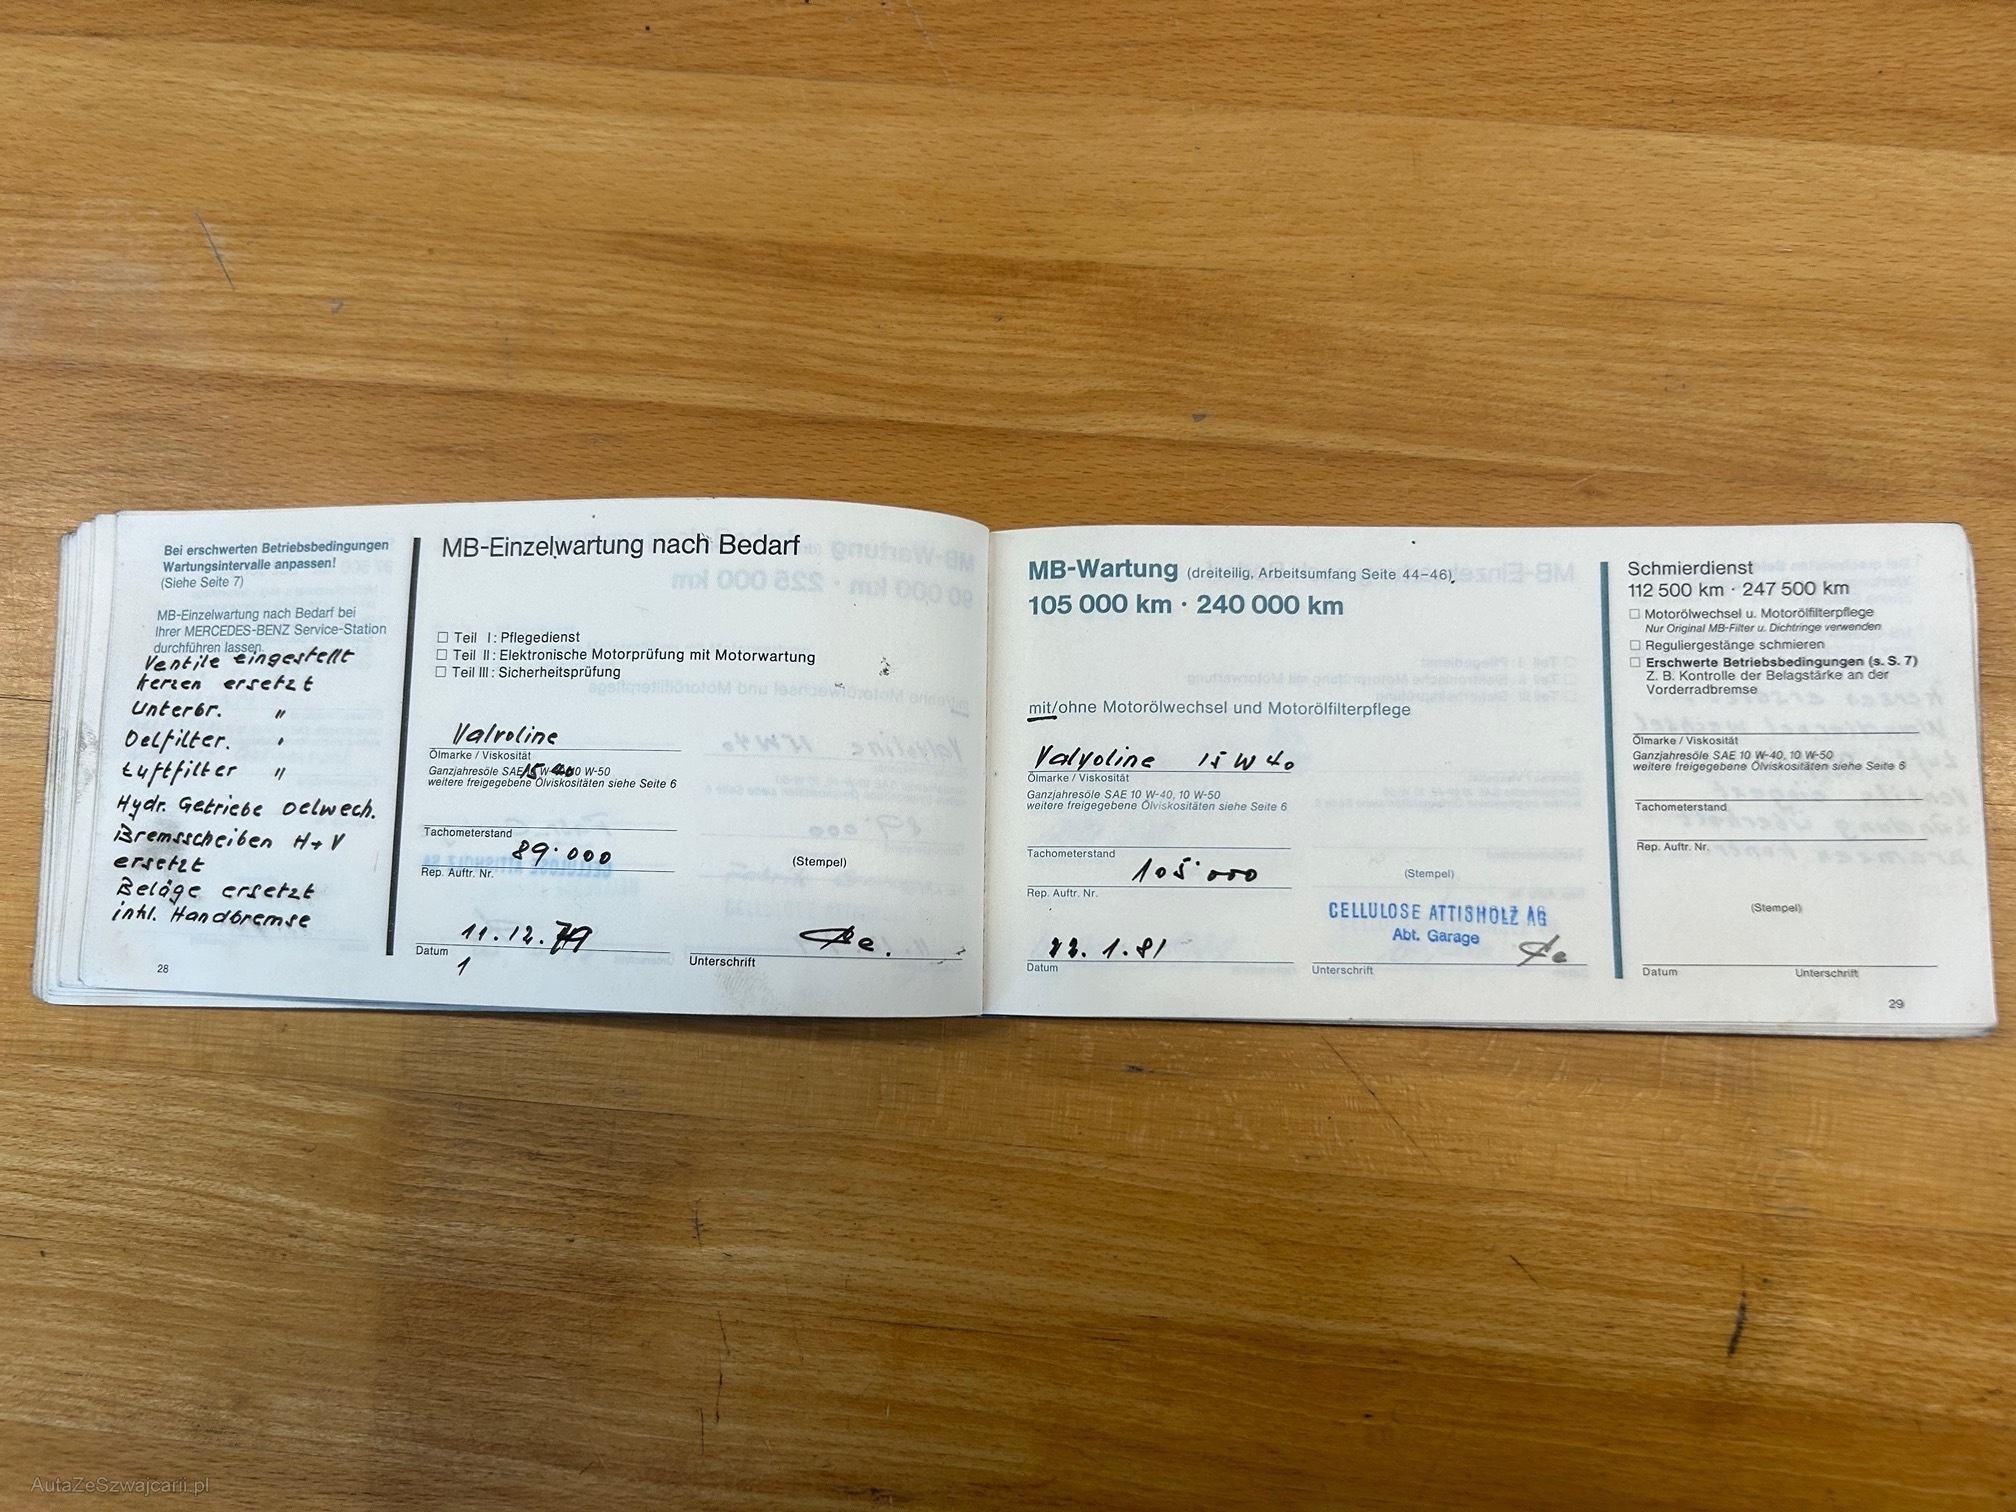 Bei erschwerten Betriebsbedingungen
Wartungsintervalle anpassen!
(Siehe Seite 7)
MB-Einzelwartung nach Bedarf bei
Ihrer MERCEDES-BENZ Service-Station
durchführen lassen.
Ventile eingestellt
Kerzen ersetzt
Unterbr. "
Oelfilter. "
Luftfilter "
Hydr. Getriebe Oelwech.
Bremsscheiben H+V
ersetzt
Beläge ersetzt
inkl. Handbremse
28
MB-Einzelwartung nach Bedarf
Teil I: Pflegedienst
Teil II: Elektronische Motorprüfung mit Motorwartung
Teil III: Sicherheitsprüfung
Valvoline
Ölmarke / Viskosität
Ganzjahresöle SAE W-50
weitere freigegebene Ölviskositäten siehe Seite 6
Tachometerstand
89.000
(Stempel)
Rep. Auftr. Nr.
11.12.79
Datum
Unterschrift
1
MB-Wartung (dreiteilig, Arbeitsumfang Seite 44–46)
105 000 km · 240 000 km
mit/ohne Motorölwechsel und Motorölfilterpflege
Valvoline 15W40
Ölmarke / Viskosität
Ganzjahresöle SAE 10 W-40, 10 W-50
weitere freigegebene Ölviskositäten siehe Seite 6
Tachometerstand
105'000
(Stempel)
Rep. Auftr. Nr.
CELLULOSE ATTISHOLZ AG
Abt. Garage
1.81
Datum
Unterschrift
Schmierdienst
112 500 km · 247 500 km
Motorölwechsel u. Motorölfilterpflege
Nur Original MB-Filter u. Dichtringe verwenden
Reguliergestänge schmieren
Erschwerte Betriebsbedingungen (s. S. 7)
Z. B. Kontrolle der Belagstärke an der
Vorderradbremse
Ölmarke / Viskosität
Ganzjahresöle SAE 10 W-40, 10 W-50
weitere freigegebene Ölviskositäten siehe Seite 6
Tachometerstand
Rep. Auftr. Nr.
(Stempel)
Datum
Unterschrift
29
AutaZeSzwajcarii.pl